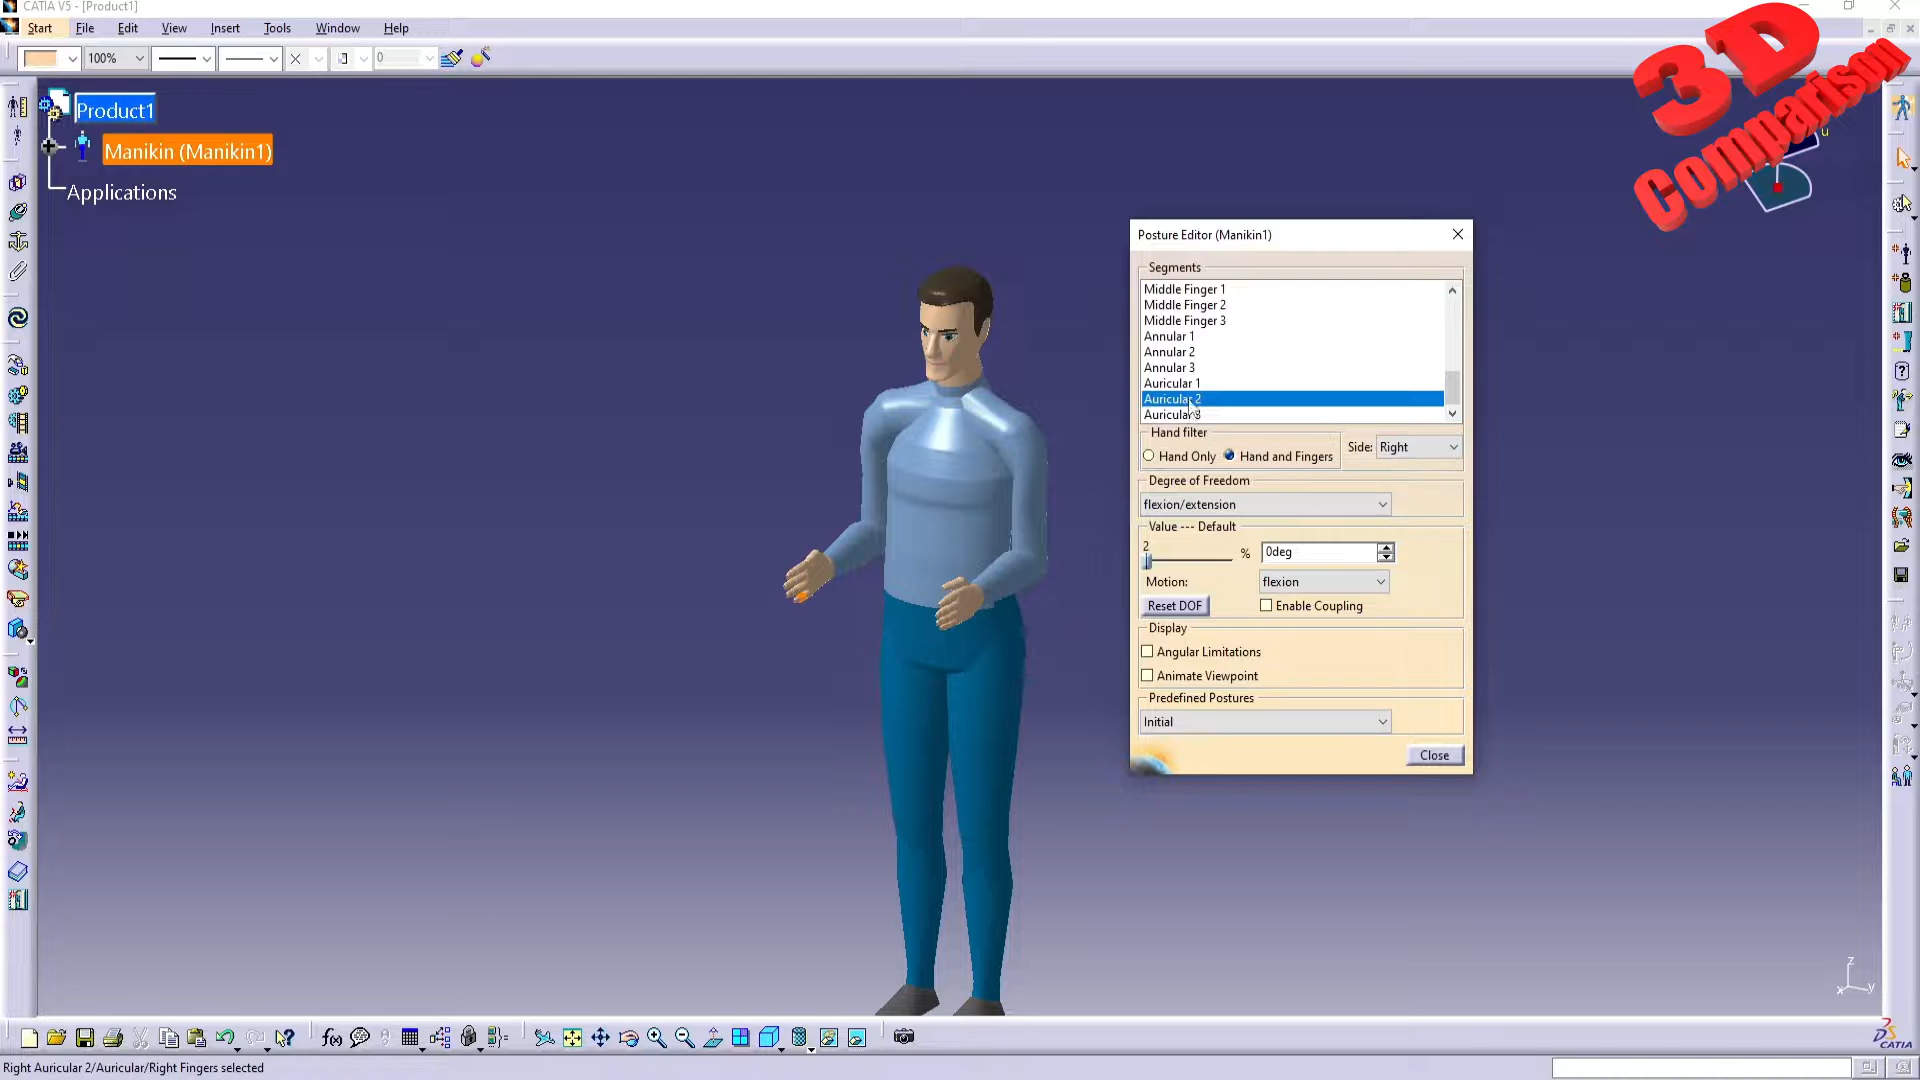 CATIA V5 - [Product1]
Start File Edit View Insert Tools Window Help
100%
0
Product1
Manikin (Manikin1)
Applications
3D
Comparison
u
Posture Editor (Manikin1)
Segments
Middle Finger 1
Middle Finger 2
Middle Finger 3
Annular 1
Annular 2
Annular 3
Auricular 1
Auricular 2
Auricular 3
Hand filter
Hand Only Hand and Fingers Side: Right
Degree of Freedom
flexion/extension
Value --- Default
2
% 0deg
Motion: flexion
Reset DOF Enable Coupling
Display
Angular Limitations
Animate Viewpoint
Predefined Postures
Initial
Close
z
x y
f(x)
CATIA
Right Auricular 2/Auricular/Right Fingers selected